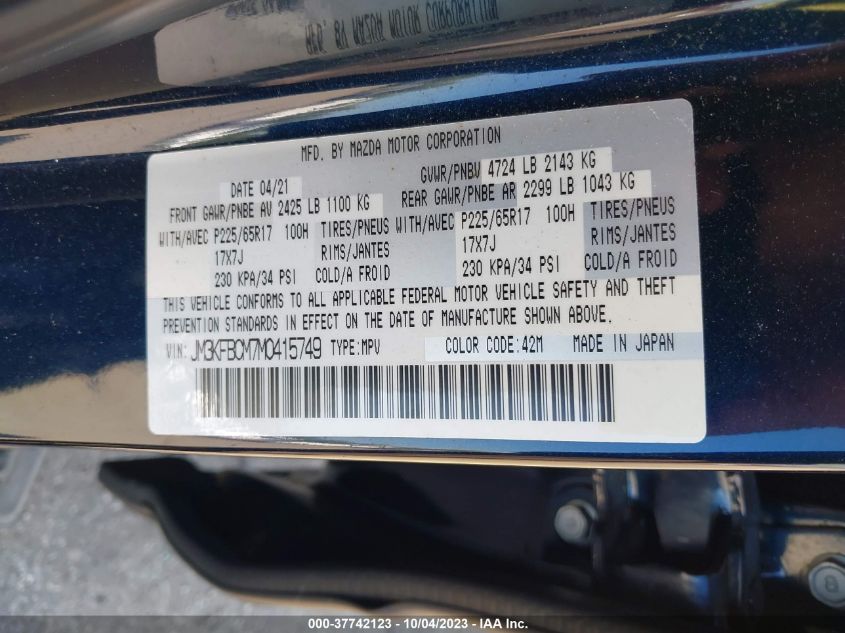 MFD. BY MAZDA MOTOR CORPORATION
DATE 04/21 GVWR/PNBV 4724 LB 2143 KG
FRONT GAWR/PNBE AV 2425 LB 1100 KG REAR GAWR/PNBE AR 2299 LB 1043 KG
WITH/AVEC P225/65R17 100H TIRES/PNEUS WITH/AVEC P225/65R17 100H TIRES/PNEUS
17X7J RIMS/JANTES 17X7J RIMS/JANTES
230 KPA/34 PSI COLD/A FROID 230 KPA/34 PSI COLD/A FROID
THIS VEHICLE CONFORMS TO ALL APPLICABLE FEDERAL MOTOR VEHICLE SAFETY AND THEFT
PREVENTION STANDARDS IN EFFECT ON THE DATE OF MANUFACTURE SHOWN ABOVE.
VIN: JM3KFBCM7M0415749 TYPE:MPV COLOR CODE:42M MADE IN JAPAN
000-37742123 - 10/04/2023 - IAA Inc.